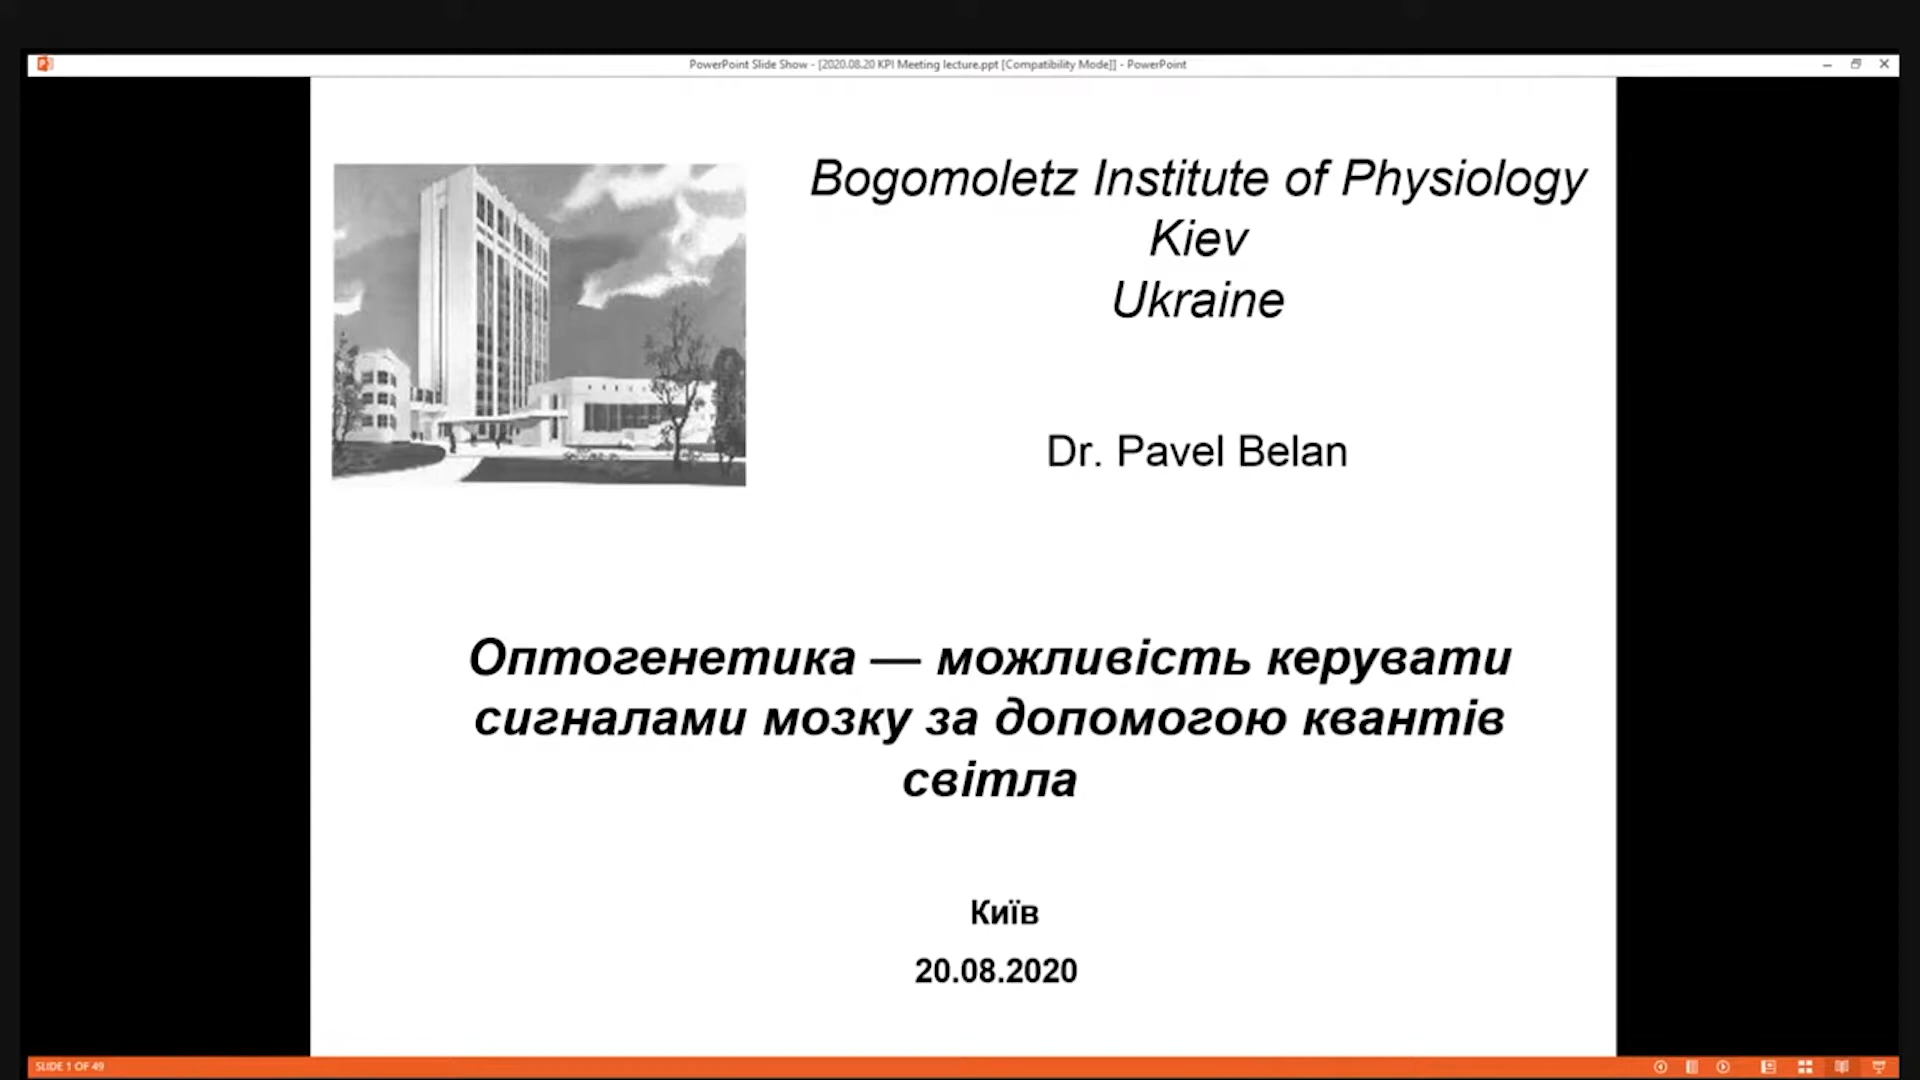 PowerPoint Slide Show - [2020.08.20 KPI Meeting lecture.ppt [Compatibility Mode]] - PowerPoint
Bogomoletz Institute of Physiology
Kiev
Ukraine
Dr. Pavel Belan
Оптогенетика — можливість керувати
сигналами мозку за допомогою квантів
світла
Київ
20.08.2020
SLIDE 1 OF 49